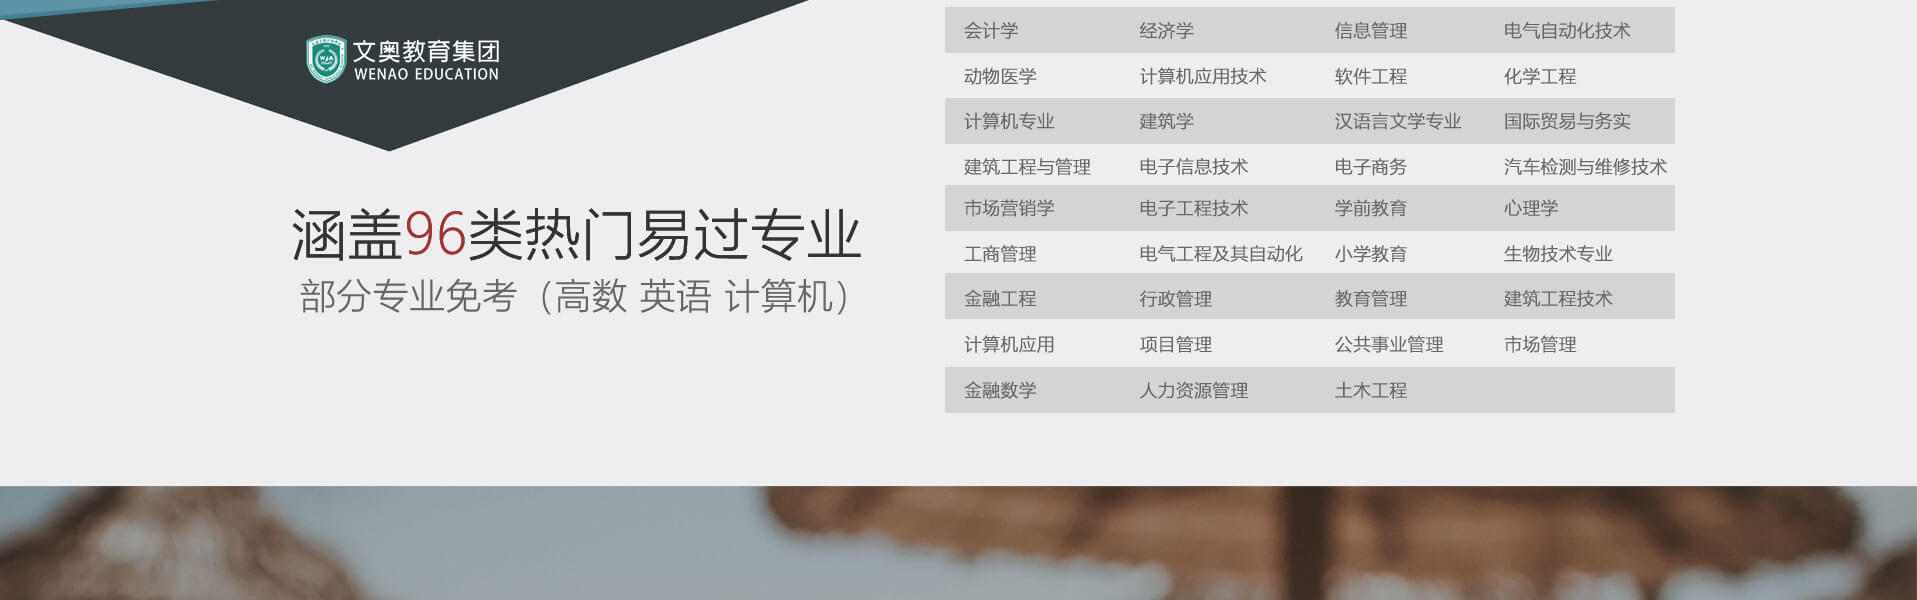 文奥教育集团
WENAO EDUCATION
涵盖96类热门易过专业
部分专业免考（高数 英语 计算机）
会计学 经济学 信息管理 电气自动化技术
动物医学 计算机应用技术 软件工程 化学工程
计算机专业 建筑学 汉语言文学专业 国际贸易与务实
建筑工程与管理 电子信息技术 电子商务 汽车检测与维修技术
市场营销学 电子工程技术 学前教育 心理学
工商管理 电气工程及其自动化 小学教育 生物技术专业
金融工程 行政管理 教育管理 建筑工程技术
计算机应用 项目管理 公共事业管理 市场管理
金融数学 人力资源管理 土木工程